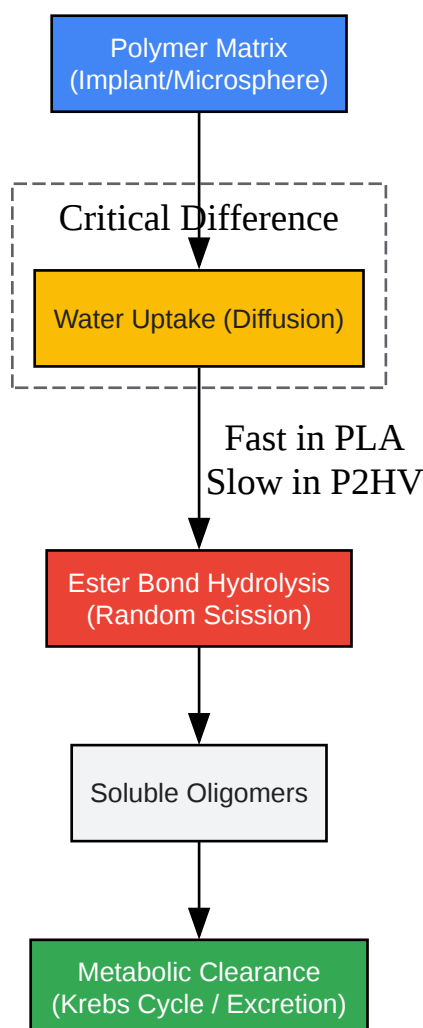 Polymer Matrix
(Implant/Microsphere)
Critical Difference
Water Uptake (Diffusion)
Fast in PLA
Slow in P2HV
Ester Bond Hydrolysis
(Random Scission)
Soluble Oligomers
Metabolic Clearance
(Krebs Cycle / Excretion)